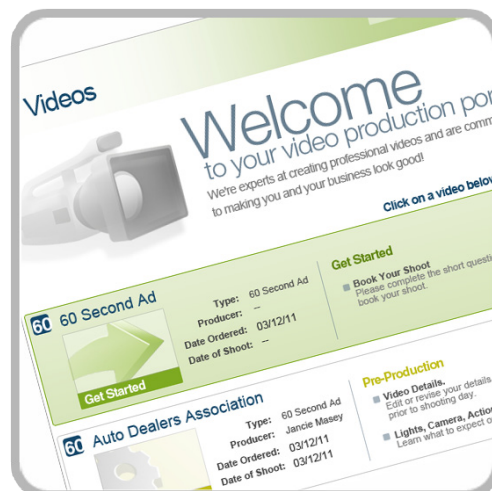 Videos
Welcome
to your video production
We're experts at creating professional videos and are
to making you and your business look good!
Click on a video below
60 60 Second Ad
Get Started
Type: 60 Second Ad
Producer: --
Date Ordered: 03/12/11
Date of Shoot: --
Get Started
Book Your Shoot
Please complete the short
book your shoot.
60 Auto Dealers Association
Type: 60 Second Ad
Producer: Jancie Masey
Date Ordered: 03/12/11
Date of Shoot: 03/12/11
Pre-Production
Video Details,
Edit or revise your details
prior to shooting day.
Lights, Camera,
Learn what to expect